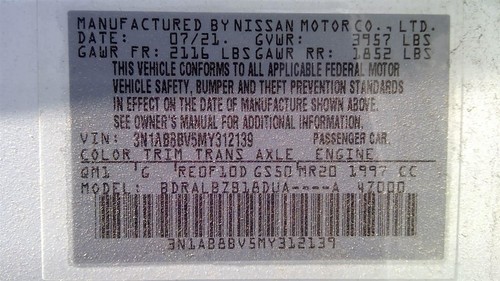 MANUFACTURED BY NISSAN MOTOR CO., LTD.
DATE: 07/21. GVWR: 3957 LBS
GAWR FR: 2116 LBS GAWR RR: 1852 LBS
THIS VEHICLE CONFORMS TO ALL APPLICABLE FEDERAL MOTOR
VEHICLE SAFETY, BUMPER AND THEFT PREVENTION STANDARDS
IN EFFECT ON THE DATE OF MANUFACTURE SHOWN ABOVE.
SEE OWNER'S MANUAL FOR ADDITIONAL INFORMATION.
VIN: 3N1AB8BV5MY312139 PASSENGER CAR.
COLOR TRIM TRANS AXLE ENGINE
QM1 G RE0F10D GS50 MR20 1997 CC
MODEL: BDRALBZB18DUA----A 47000
3N1AB8BV5MY312139